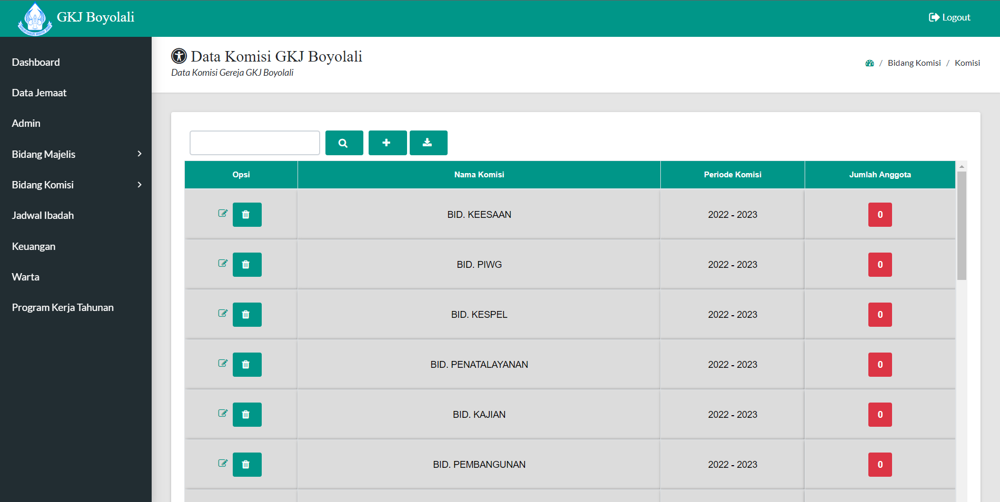 GKJ Boyolali
Logout
Dashboard
Data Jemaat
Admin
Bidang Majelis
Bidang Komisi
Jadwal Ibadah
Keuangan
Warta
Program Kerja Tahunan
Data Komisi GKJ Boyolali
Data Komisi Gereja GKJ Boyolali
/ Bidang Komisi / Komisi
Opsi Nama Komisi Periode Komisi Jumlah Anggota
BID. KEESAAN 2022 - 2023 0
BID. PIWG 2022 - 2023 0
BID. KESPEL 2022 - 2023 0
BID. PENATALAYANAN 2022 - 2023 0
BID. KAJIAN 2022 - 2023 0
BID. PEMBANGUNAN 2022 - 2023 0